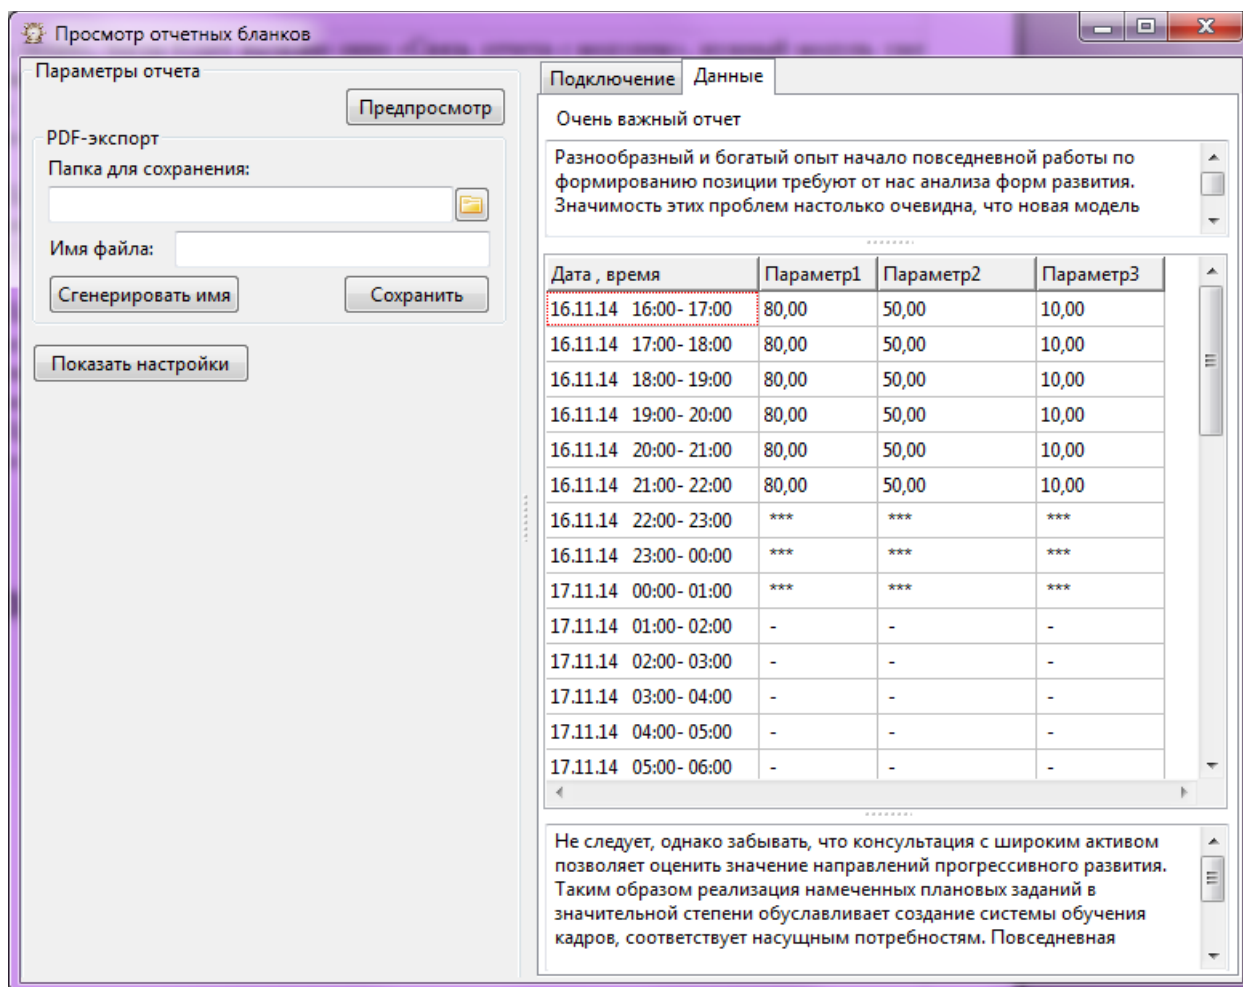 Просмотр отчетных бланков
Параметры отчета
Предпросмотр
PDF-экспорт
Папка для сохранения:
Имя файла:
Сгенерировать имя
Сохранить
Показать настройки
Подключение Данные
Очень важный отчет
Разнообразный и богатый опыт начало повседневной работы по
формированию позиции требуют от нас анализа форм развития.
Значимость этих проблем настолько очевидна, что новая модель
Дата , время Параметр1 Параметр2 Параметр3
16.11.14 16:00- 17:00 80,00 50,00 10,00
16.11.14 17:00- 18:00 80,00 50,00 10,00
16.11.14 18:00- 19:00 80,00 50,00 10,00
16.11.14 19:00- 20:00 80,00 50,00 10,00
16.11.14 20:00- 21:00 80,00 50,00 10,00
16.11.14 21:00- 22:00 80,00 50,00 10,00
16.11.14 22:00- 23:00 *** *** ***
16.11.14 23:00- 00:00 *** *** ***
17.11.14 00:00- 01:00 *** *** ***
17.11.14 01:00- 02:00 - - -
17.11.14 02:00- 03:00 - - -
17.11.14 03:00- 04:00 - - -
17.11.14 04:00- 05:00 - - -
17.11.14 05:00- 06:00 - - -
Не следует, однако забывать, что консультация с широким активом
позволяет оценить значение направлений прогрессивного развития.
Таким образом реализация намеченных плановых заданий в
значительной степени обуславливает создание системы обучения
кадров, соответствует насущным потребностям. Повседневная